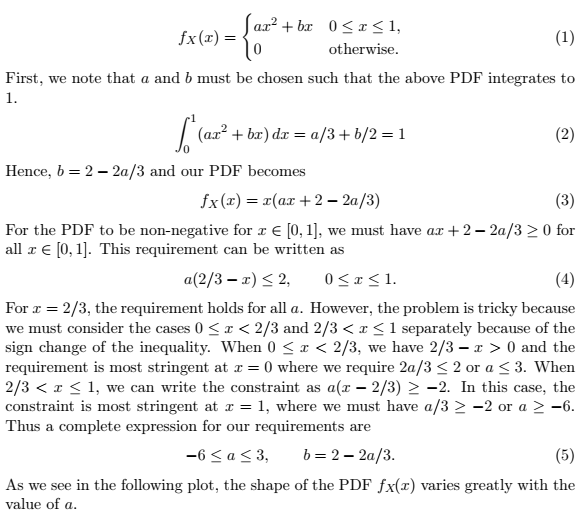 f_X(x) = { ax² + bx 0 ≤ x ≤ 1, (1)
0 otherwise.
First, we note that a and b must be chosen such that the above PDF integrates to
1.
∫₀¹ (ax² + bx) dx = a/3 + b/2 = 1 (2)
Hence, b = 2 − 2a/3 and our PDF becomes
f_X(x) = x(ax + 2 − 2a/3) (3)
For the PDF to be non-negative for x ∈ [0, 1], we must have ax + 2 − 2a/3 ≥ 0 for
all x ∈ [0, 1]. This requirement can be written as
a(2/3 − x) ≤ 2, 0 ≤ x ≤ 1. (4)
For x = 2/3, the requirement holds for all a. However, the problem is tricky because
we must consider the cases 0 ≤ x < 2/3 and 2/3 < x ≤ 1 separately because of the
sign change of the inequality. When 0 ≤ x < 2/3, we have 2/3 − x > 0 and the
requirement is most stringent at x = 0 where we require 2a/3 ≤ 2 or a ≤ 3. When
2/3 < x ≤ 1, we can write the constraint as a(x − 2/3) ≥ −2. In this case, the
constraint is most stringent at x = 1, where we must have a/3 ≥ −2 or a ≥ −6.
Thus a complete expression for our requirements are
−6 ≤ a ≤ 3, b = 2 − 2a/3. (5)
As we see in the following plot, the shape of the PDF f_X(x) varies greatly with the
value of a.